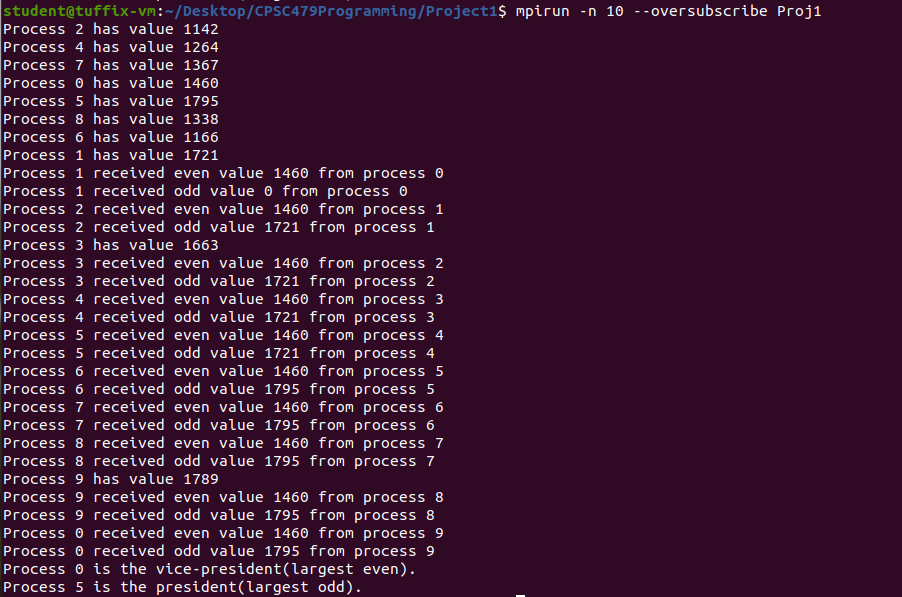 student@tuffix-vm:~/Desktop/CPSC479Programming/Project1$ mpirun -n 10 --oversubscribe Proj1
Process 2 has value 1142
Process 4 has value 1264
Process 7 has value 1367
Process 0 has value 1460
Process 5 has value 1795
Process 8 has value 1338
Process 6 has value 1166
Process 1 has value 1721
Process 1 received even value 1460 from process 0
Process 1 received odd value 0 from process 0
Process 2 received even value 1460 from process 1
Process 2 received odd value 1721 from process 1
Process 3 has value 1663
Process 3 received even value 1460 from process 2
Process 3 received odd value 1721 from process 2
Process 4 received even value 1460 from process 3
Process 4 received odd value 1721 from process 3
Process 5 received even value 1460 from process 4
Process 5 received odd value 1721 from process 4
Process 6 received even value 1460 from process 5
Process 6 received odd value 1795 from process 5
Process 7 received even value 1460 from process 6
Process 7 received odd value 1795 from process 6
Process 8 received even value 1460 from process 7
Process 8 received odd value 1795 from process 7
Process 9 has value 1789
Process 9 received even value 1460 from process 8
Process 9 received odd value 1795 from process 8
Process 0 received even value 1460 from process 9
Process 0 received odd value 1795 from process 9
Process 0 is the vice-president(largest even).
Process 5 is the president(largest odd).